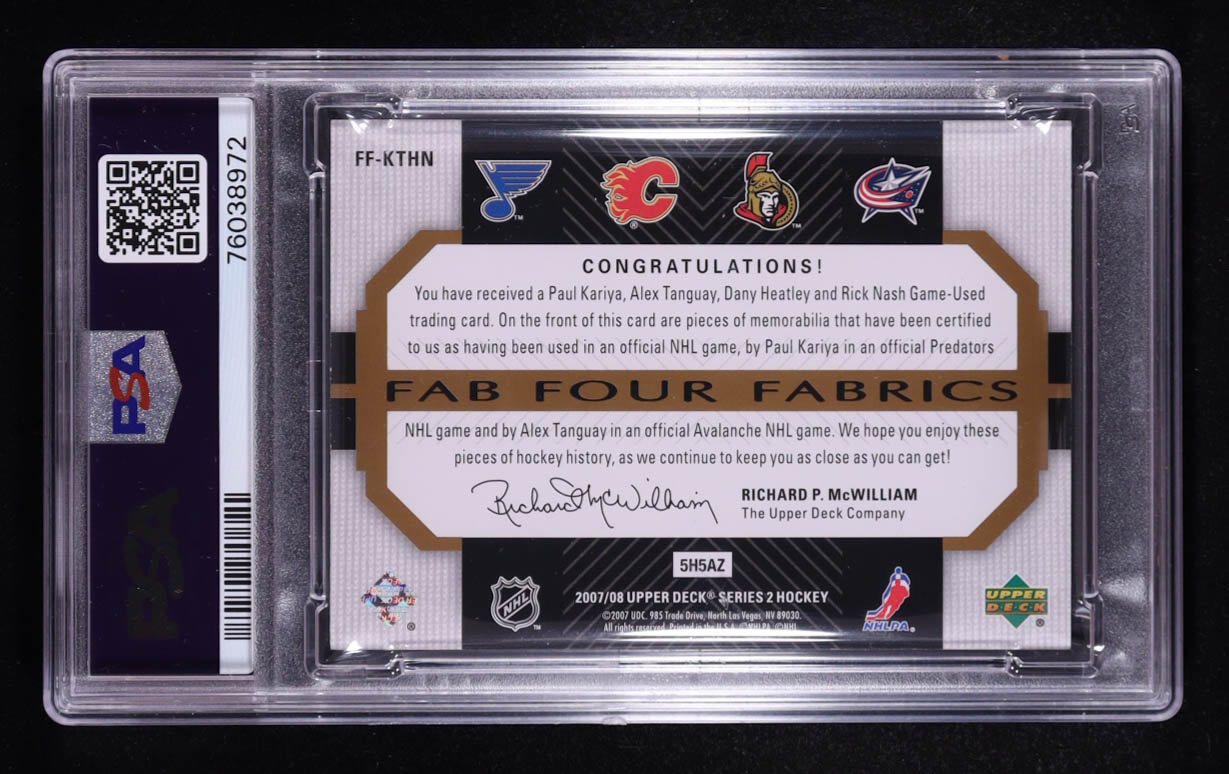 76038972
PSA
PSA
PSA
FF-KTHN
CONGRATULATIONS!
You have received a Paul Kariya, Alex Tanguay, Dany Heatley and Rick Nash Game-Used
trading card. On the front of this card are pieces of memorabilia that have been certified
to us as having been used in an official NHL game, by Paul Kariya in an official Predators
FAB FOUR FABRICS
NHL game and by Alex Tanguay in an official Avalanche NHL game. We hope you enjoy these
pieces of hockey history, as we continue to keep you as close as you can get!
Richard McWilliam
RICHARD P. McWILLIAM
The Upper Deck Company
5H5AZ
NHL
2007/08 UPPER DECK® SERIES 2 HOCKEY
©2007 UDC. 985 Trade Drive, North Las Vegas, NV 89030.
All rights reserved. Printed in the U.S.A. ©NHLPA. ©NHL
NHLPA®
UPPER
DECK®